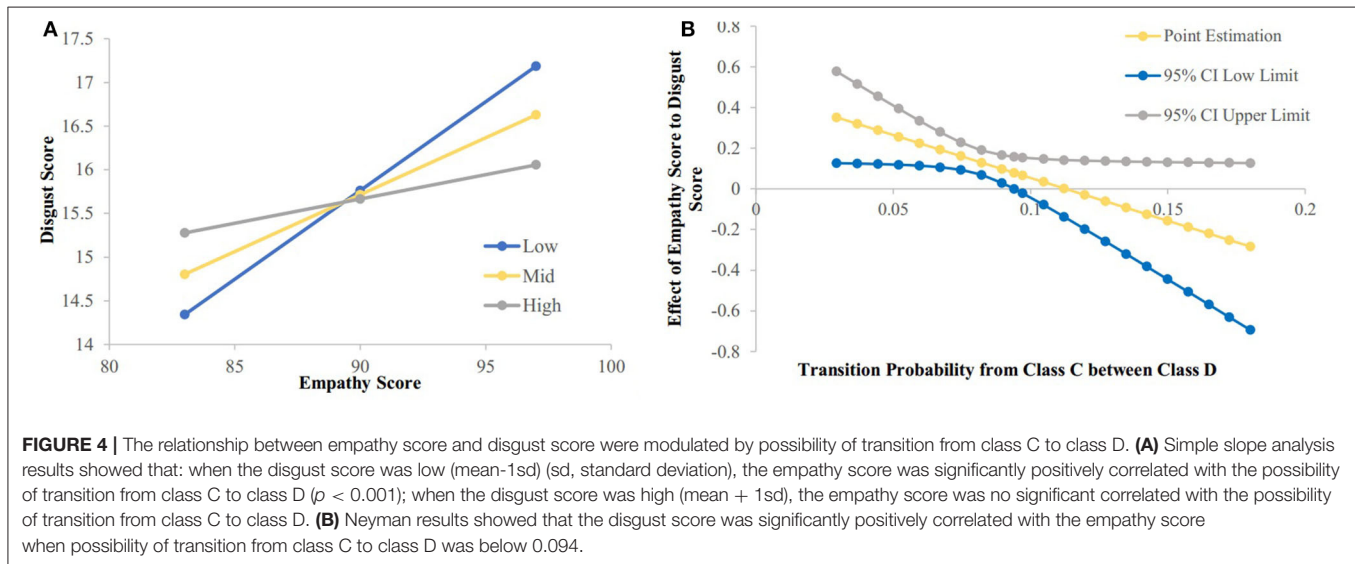 A
17.5
17
16.5
16
15.5
15
14.5
14
Disgust Score
80
85
90
95
100
Empathy Score
Low
Mid
High
B
0.8
0.6
0.4
0.2
0
-0.2
-0.4
-0.6
-0.8
Effect of Empathy Score to Disgust
Score
0
0.05
0.1
0.15
0.2
Transition Probability from Class C between Class D
Point Estimation
95% CI Low Limit
95% CI Upper Limit
FIGURE 4 | The relationship between empathy score and disgust score were modulated by possibility of transition from class C to class D. (A) Simple slope analysis
results showed that: when the disgust score was low (mean-1sd) (sd, standard deviation), the empathy score was significantly positively correlated with the possibility
of transition from class C to class D (p < 0.001); when the disgust score was high (mean + 1sd), the empathy score was no significant correlated with the possibility
of transition from class C to class D. (B) Neyman results showed that the disgust score was significantly positively correlated with the empathy score
when possibility of transition from class C to class D was below 0.094.